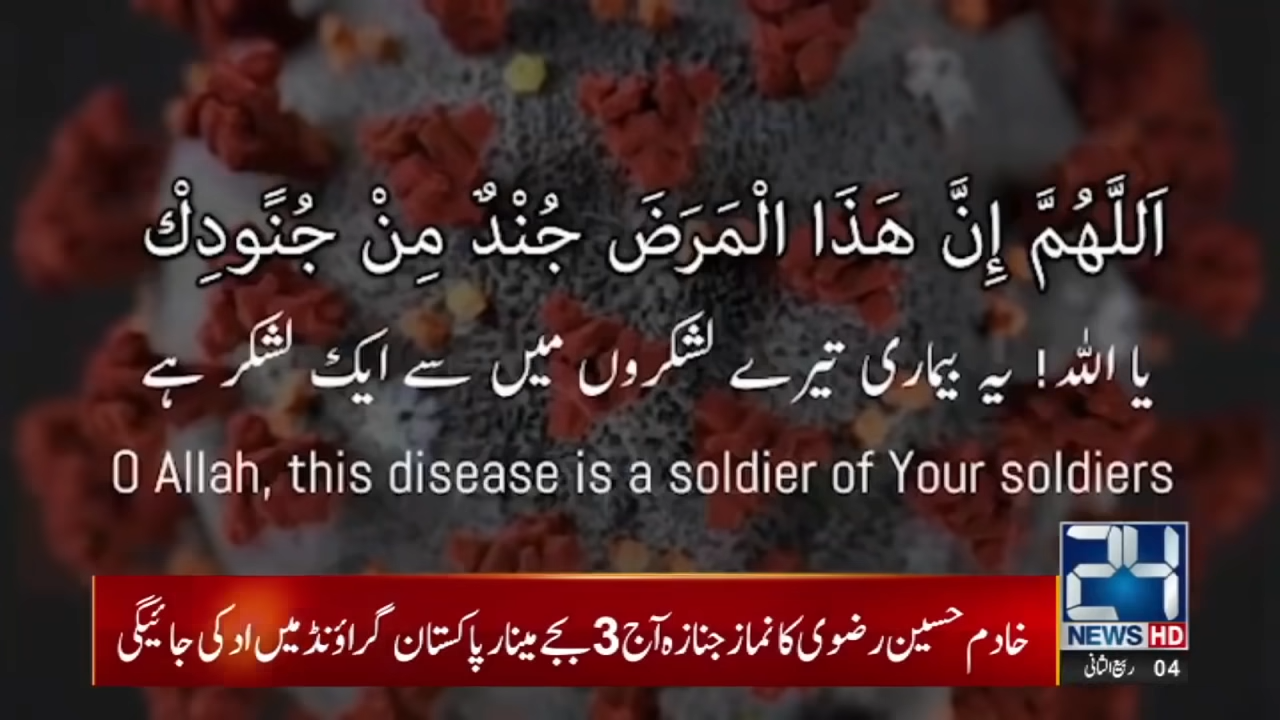 اَللَّهُمَّ إِنَّ هَذَا الْمَرَضَ جُنْدٌ مِنْ جُنًودِكْ
یا اللہ! یہ بیماری تیرے لشکروں میں سے ایک لشکر ہے
O Allah, this disease is a soldier of Your soldiers
خادم حسین رضوی کا نماز جنازہ آج 3 بجے مینار پاکستان گراؤنڈ میں اد کی جائیگی
24
NEWS HD
04 ربیع الثانی